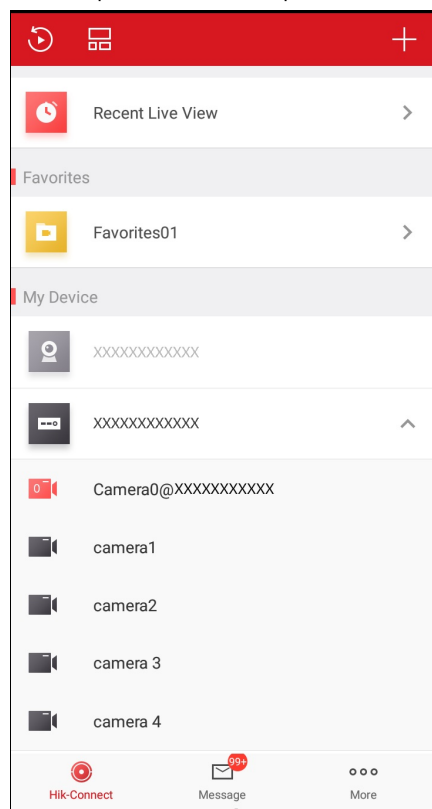 Recent Live View
Favorites
Favorites01
My Device
XXXXXXXXXXXX
XXXXXXXXXXXX
0
Camera0@XXXXXXXXXXX
camera1
camera2
camera 3
camera 4
99+
Hik-Connect
Message
More